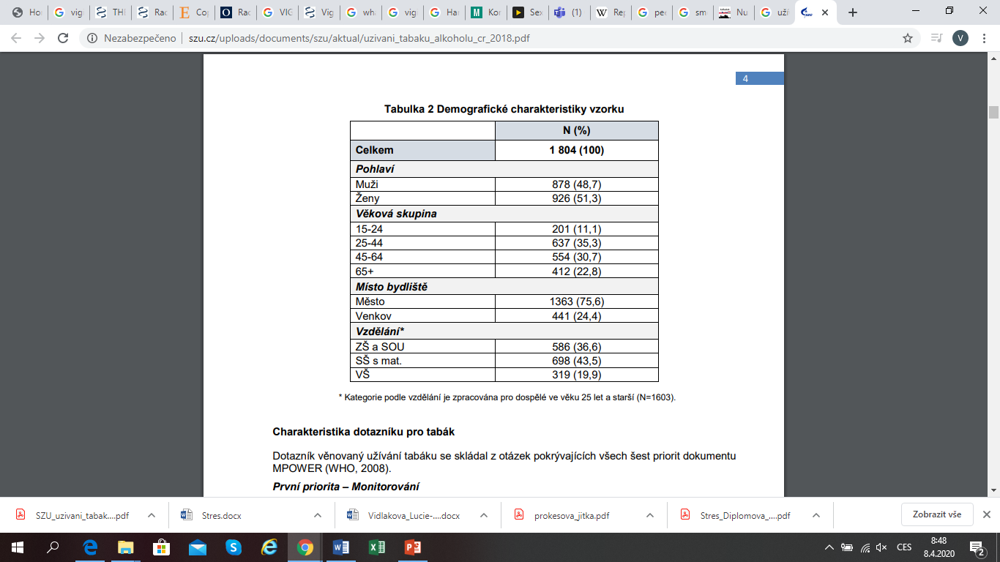 Ho
vig
THI
Rac
Cop
Rac
VIG
Vig
wha
vig
Har
Kor
Sex
(1)
Rep
pec
sm
Nu
uží
Nezabezpečeno | szu.cz/uploads/documents/szu/aktual/uzivani_tabaku_alkoholu_cr_2018.pdf
V
4
Tabulka 2 Demografické charakteristiky vzorku
N (%)
Celkem 1 804 (100)
Pohlaví
Muži 878 (48,7)
Ženy 926 (51,3)
Věková skupina
15-24 201 (11,1)
25-44 637 (35,3)
45-64 554 (30,7)
65+ 412 (22,8)
Místo bydliště
Město 1363 (75,6)
Venkov 441 (24,4)
Vzdělání*
ZŠ a SOU 586 (36,6)
SŠ s mat. 698 (43,5)
VŠ 319 (19,9)
* Kategorie podle vzdělání je zpracována pro dospělé ve věku 25 let a starší (N=1603).
Charakteristika dotazníku pro tabák
Dotazník věnovaný užívání tabáku se skládal z otázek pokrývajících všech šest priorit dokumentu
MPOWER (WHO, 2008).
První priorita – Monitorování
SZU_uzivani_tabak....pdf
Stres.docx
Vidlakova_Lucie-....docx
prokesova_jitka.pdf
Stres_Diplomova_....pdf
Zobrazit vše
CES
8:48
8.4.2020
2